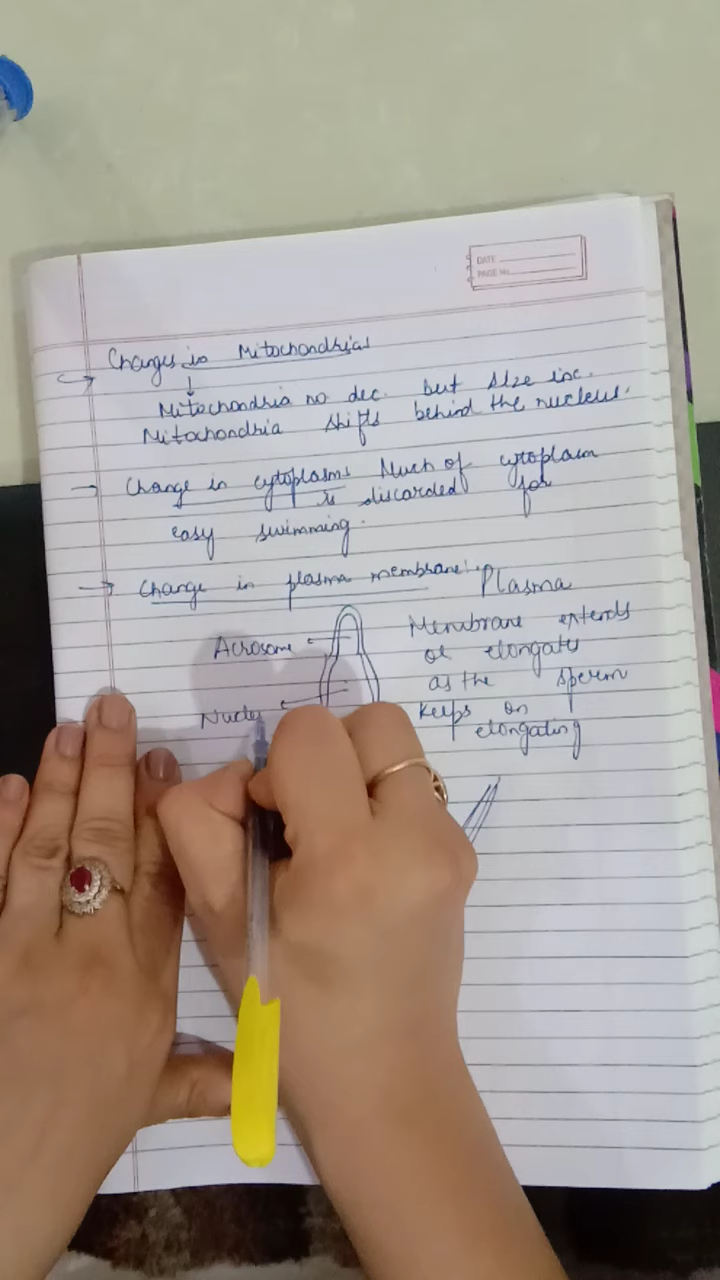 DATE
PAGE No.
Changes in Mitochondrias
Mitochondria no dec. but size inc.
Mitochondria shifts behind the nucleus.
Change in cytoplasm: Much of cytoplasm
is discarded for
easy swimming.
Change in plasma membrane: Plasma
Membrane extends
or elongates
as the sperm
keeps on
elongating
Acrosome
Nucleu